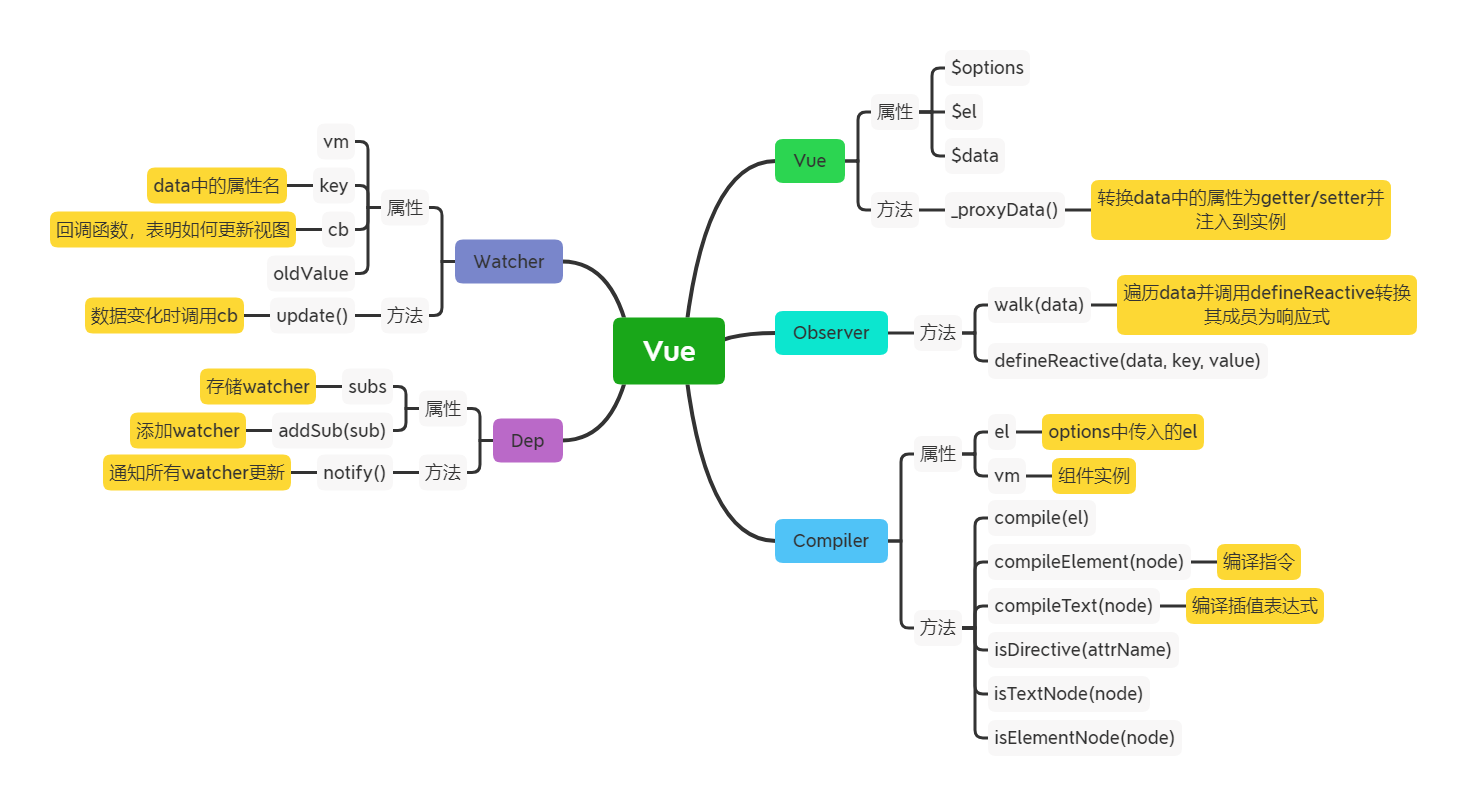 Vue
Vue
属性
$options
$el
$data
方法
_proxyData()
转换data中的属性为getter/setter并
注入到实例
Observer
方法
walk(data)
遍历data并调用defineReactive转换
其成员为响应式
defineReactive(data, key, value)
Compiler
属性
el
options中传入的el
vm
组件实例
方法
compile(el)
compileElement(node)
编译指令
compileText(node)
编译插值表达式
isDirective(attrName)
isTextNode(node)
isElementNode(node)
Watcher
属性
vm
key
data中的属性名
cb
回调函数，表明如何更新视图
oldValue
方法
update()
数据变化时调用cb
Dep
属性
subs
存储watcher
addSub(sub)
添加watcher
方法
notify()
通知所有watcher更新